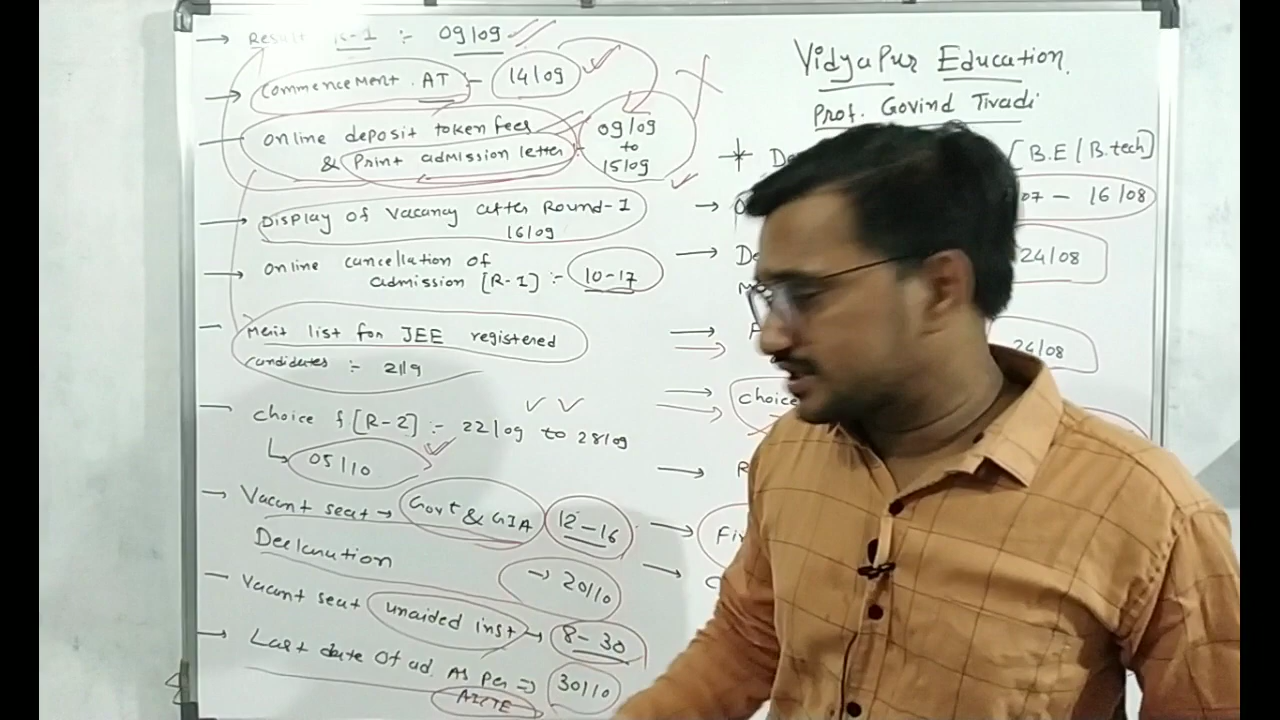 → Result R-1 :- 09/09
→ Commencement. AT :- 14/09
Online deposit token fees
& Print admission letter :- 09/09
to
15/09
→ Display of Vacancy after Round-1
16/09
→ Online cancellation of
admission [R-1] :- 10-17
Merit list for JEE registered
candidates :- 21/9
choice f [R-2] :- 22/09 to 28/09
05/10
Vacant seat → Govt & GIA 12-16
Declaration → 20/10
Vacant seat unaided inst → 8-30
Last date Of ad. As per ⇒ 30/10
AICTE
Vidyapur Education.
Prof. Govind Tivadi
[B.E / B.tech]
07 - 16/08
24/08
24/08
choice